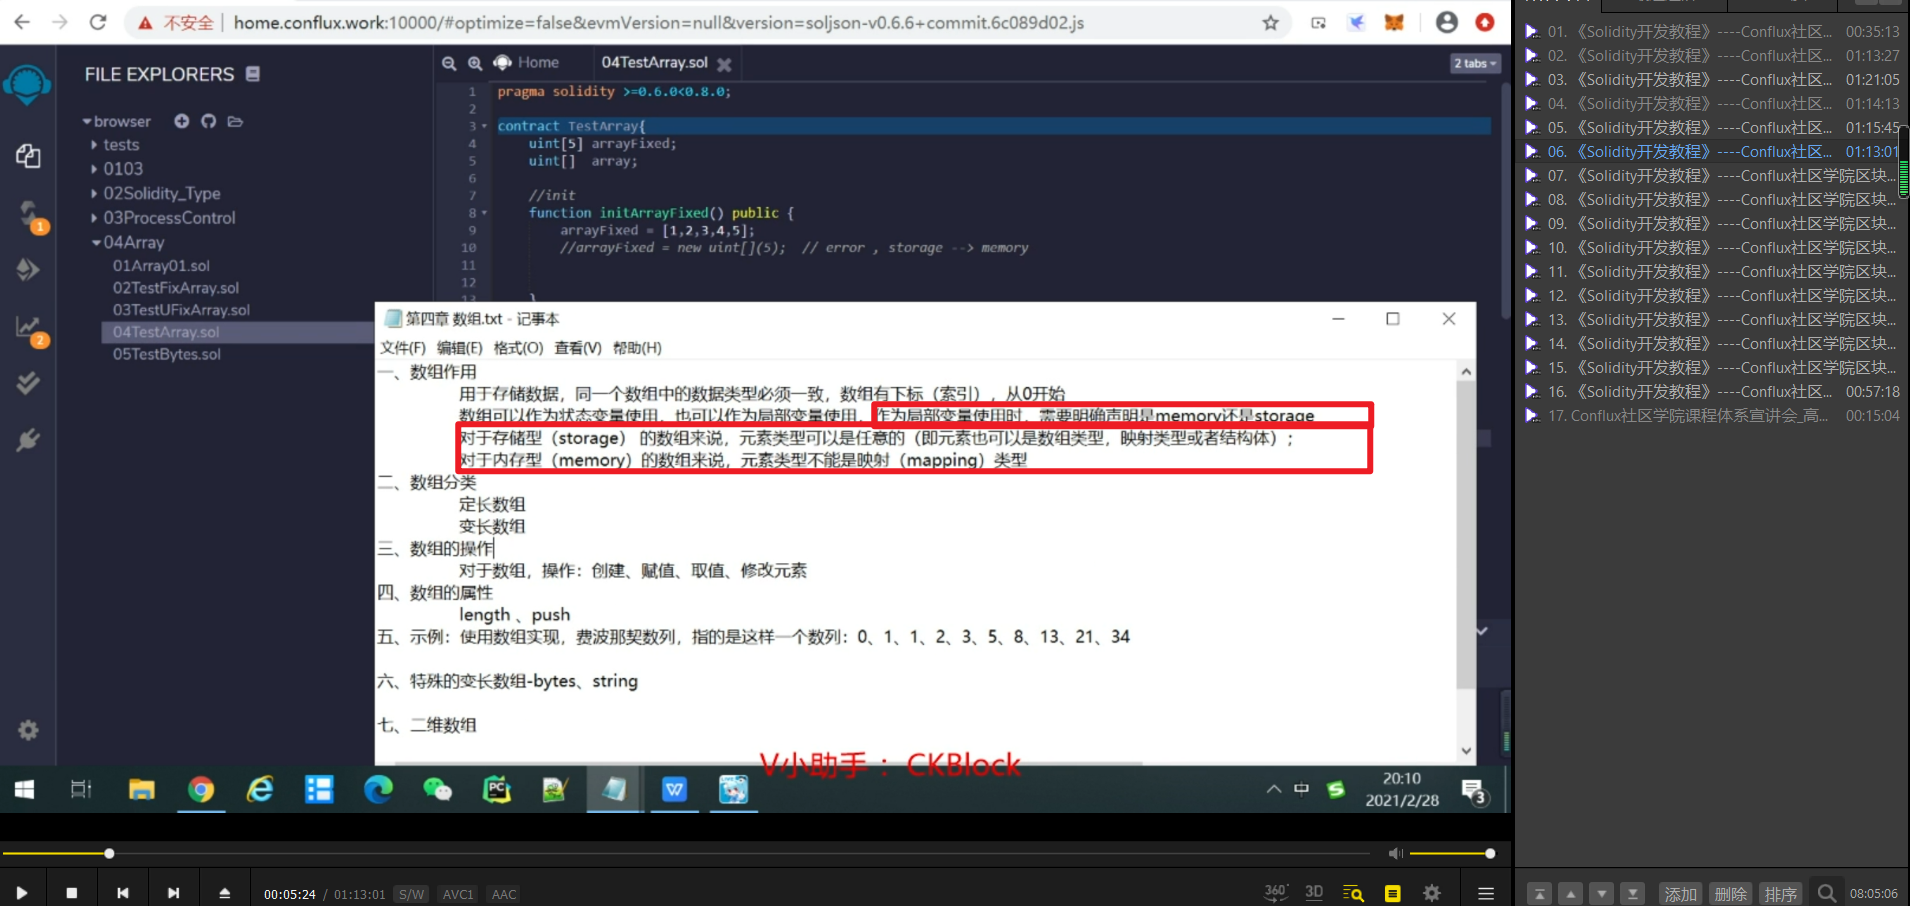 不安全 home.conflux.work:10000/#optimize=false&evmVersion=null&version=soljson-v0.6.6+commit.6c089d02.js
FILE EXPLORERS
browser
tests
0103
02Solidity_Type
03ProcessControl
04Array
01Array01.sol
02TestFixArray.sol
03TestUFixArray.sol
04TestArray.sol
05TestBytes.sol
1
2
Home
04TestArray.sol
2 tabs
1 pragma solidity >=0.6.0<0.8.0;
2
3 contract TestArray{
4 uint[5] arrayFixed;
5 uint[] array;
6
7 //init
8 function initArrayFixed() public {
9 arrayFixed = [1,2,3,4,5];
10 //arrayFixed = new uint[](5); // error , storage --> memory
11
12
13 }
第四章 数组.txt - 记事本
文件(F) 编辑(E) 格式(O) 查看(V) 帮助(H)
一、数组作用
用于存储数据，同一个数组中的数据类型必须一致，数组有下标（索引），从0开始
数组可以作为状态变量使用，也可以作为局部变量使用，作为局部变量使用时，需要明确声明是memory还是storage
对于存储型（storage） 的数组来说，元素类型可以是任意的（即元素也可以是数组类型，映射类型或者结构体）;
对于内存型（memory）的数组来说，元素类型不能是映射（mapping）类型
二、数组分类
定长数组
变长数组
三、数组的操作
对于数组，操作：创建、赋值、取值、修改元素
四、数组的属性
length 、push
五、示例：使用数组实现，费波那契数列，指的是这样一个数列：0、1、1、2、3、5、8、13、21、34
六、特殊的变长数组-bytes、string
七、二维数组
V小助手： CKBlock
中
20:10
2021/2/28
3
00:05:24 / 01:13:01 S/W AVC1 AAC
360° 3D
01. 《Solidity开发教程》----Conflux社区... 00:35:13
02. 《Solidity开发教程》----Conflux社区... 01:13:27
03. 《Solidity开发教程》----Conflux社区... 01:21:05
04. 《Solidity开发教程》----Conflux社区... 01:14:13
05. 《Solidity开发教程》----Conflux社区... 01:15:45
06. 《Solidity开发教程》----Conflux社区... 01:13:01
07. 《Solidity开发教程》----Conflux社区学院区块...
08. 《Solidity开发教程》----Conflux社区学院区块...
09. 《Solidity开发教程》----Conflux社区学院区块...
10. 《Solidity开发教程》----Conflux社区学院区块...
11. 《Solidity开发教程》----Conflux社区学院区块...
12. 《Solidity开发教程》----Conflux社区学院区块...
13. 《Solidity开发教程》----Conflux社区学院区块...
14. 《Solidity开发教程》----Conflux社区学院区块...
15. 《Solidity开发教程》----Conflux社区学院区块...
16. 《Solidity开发教程》----Conflux社区... 00:57:18
17. Conflux社区学院课程体系宣讲会_高... 00:15:04
添加 删除 排序 08:05:06